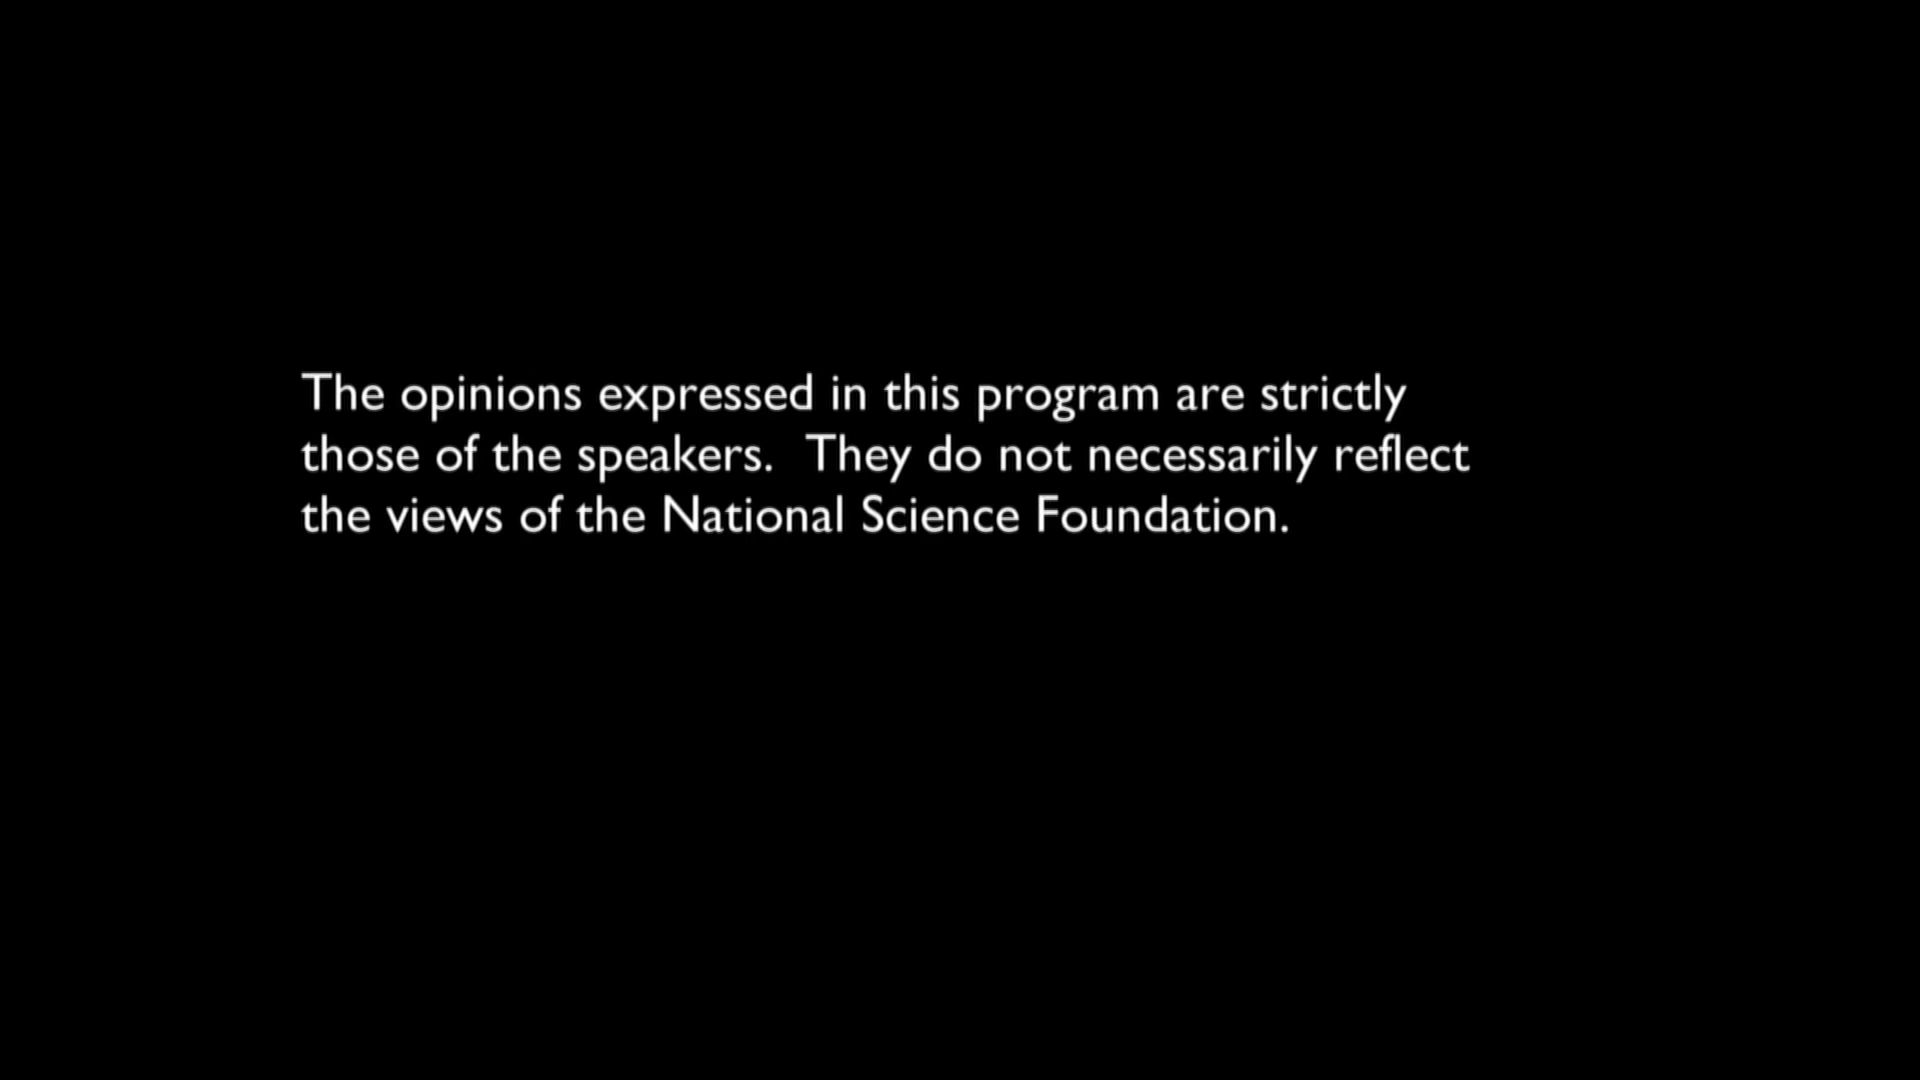 The opinions expressed in this program are strictly
those of the speakers.  They do not necessarily reflect
the views of the National Science Foundation.